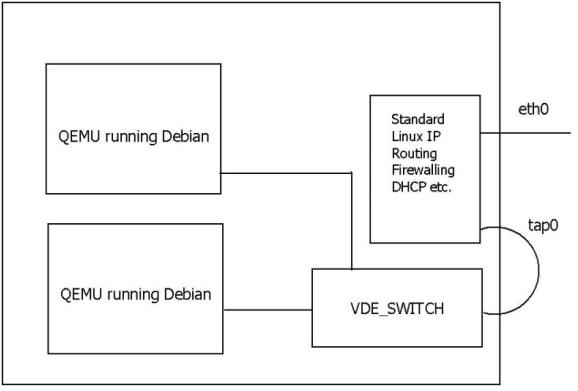 QEMU running Debian
Standard
Linux IP
Routing
Firewalling
DHCP etc.
eth0
tap0
QEMU running Debian
VDE_SWITCH